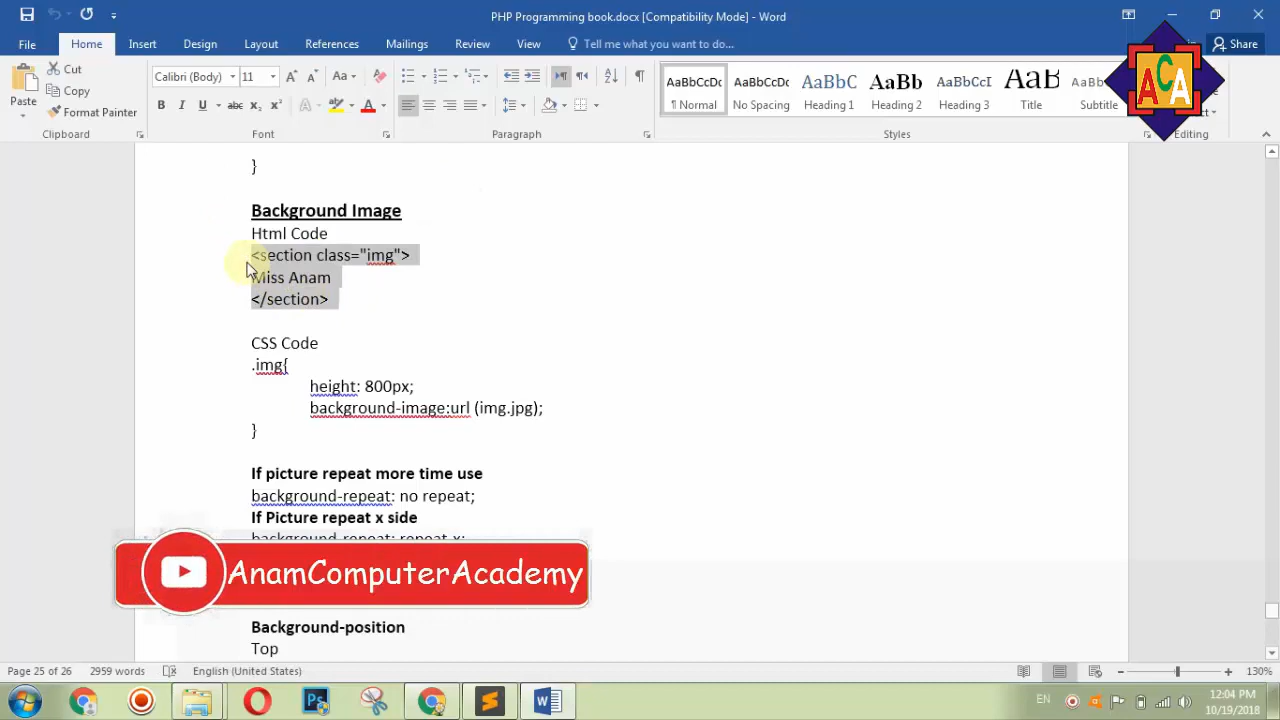 PHP Programming book.docx [Compatibility Mode] - Word
File Home Insert Design Layout References Mailings Review View Tell me what you want to do... Share
Paste
Cut
Copy
Format Painter
Calibri (Body) 11
AaBbCcDc AaBbCcDc AaBbC AaBb AaBbCcI AaB
¶ Normal No Spacing Heading 1 Heading 2 Heading 3 Title Subtitle
ACA
Clipboard Font Paragraph Styles Editing
}
Background Image
Html Code
<section class="img">
Miss Anam
</section>
CSS Code
.img{
height: 800px;
background-image:url (img.jpg);
}
If picture repeat more time use
background-repeat: no repeat;
If Picture repeat x side
background-repeat: repeat-x;
AnamComputerAcademy
Background-position
Top
Page 25 of 26 2959 words English (United States) 130%
EN 12:04 PM
10/19/2018